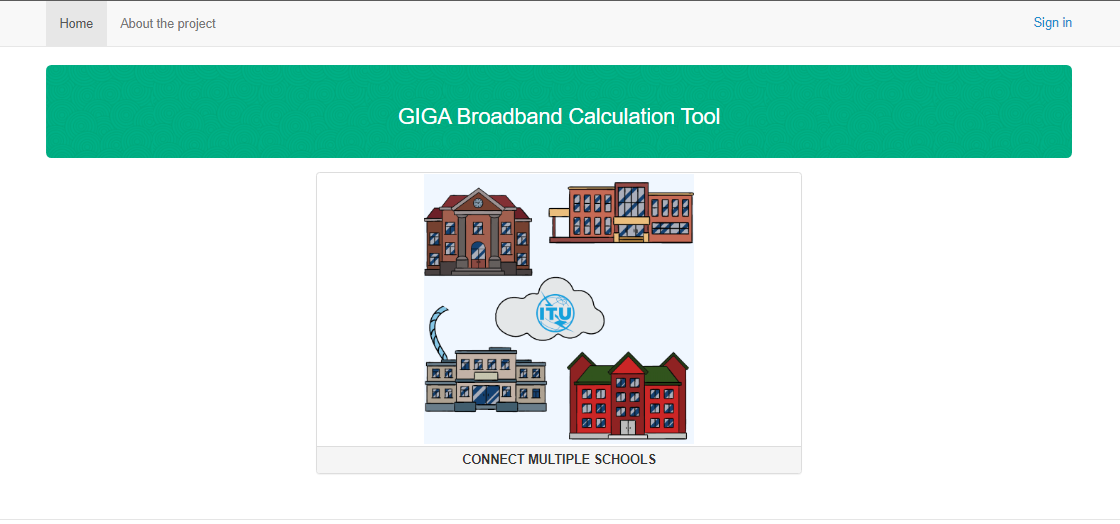 Home About the project Sign in
GIGA Broadband Calculation Tool
ITU
CONNECT MULTIPLE SCHOOLS